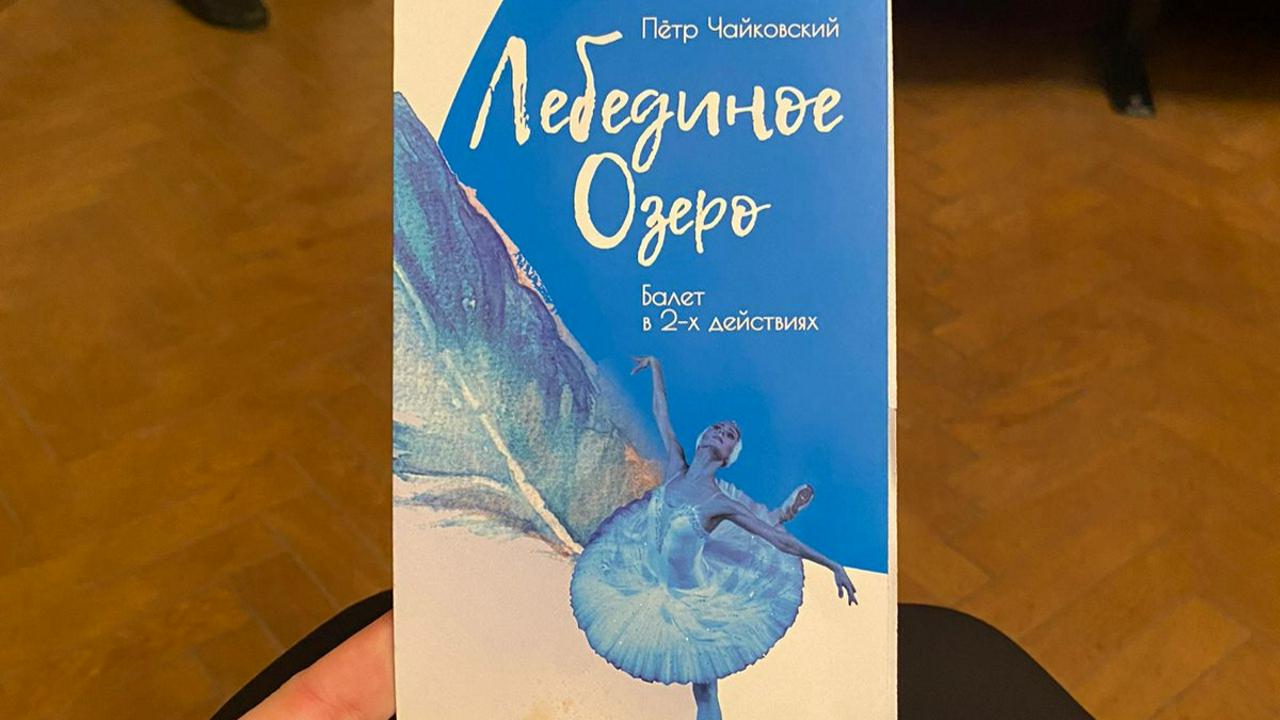 Пётр Чайковский
Лебединое
Озеро
Балет
в 2-х действиях